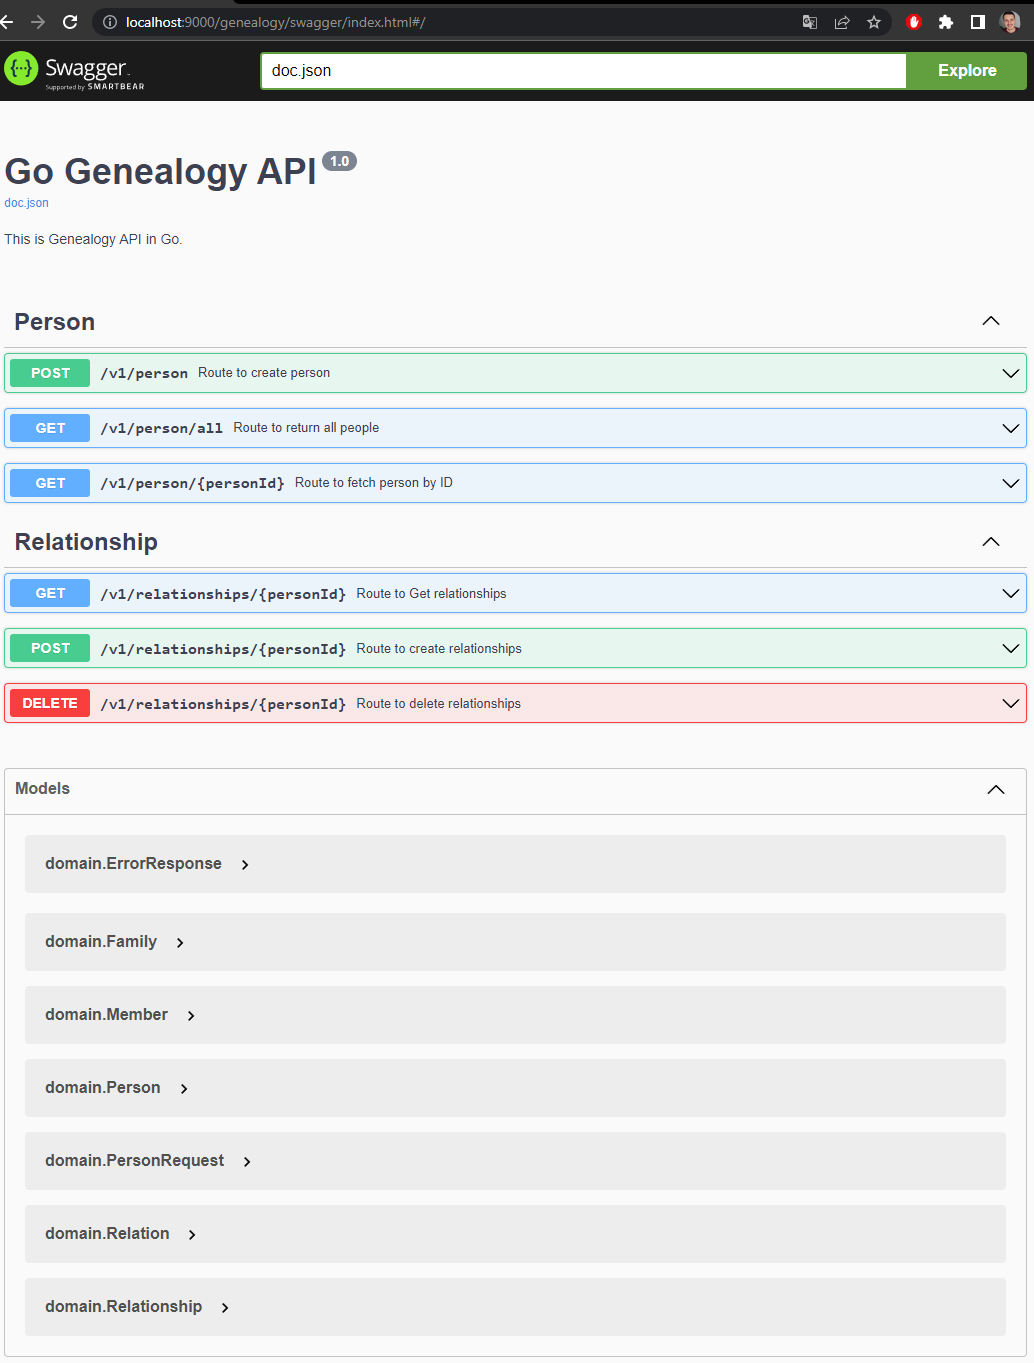 localhost:9000/genealogy/swagger/index.html#/
Swagger
Supported by SMARTBEAR
doc.json
Explore
Go Genealogy API 1.0
doc.json
This is Genealogy API in Go.
Person
POST /v1/person Route to create person
GET /v1/person/all Route to return all people
GET /v1/person/{personId} Route to fetch person by ID
Relationship
GET /v1/relationships/{personId} Route to Get relationships
POST /v1/relationships/{personId} Route to create relationships
DELETE /v1/relationships/{personId} Route to delete relationships
Models
domain.ErrorResponse
domain.Family
domain.Member
domain.Person
domain.PersonRequest
domain.Relation
domain.Relationship